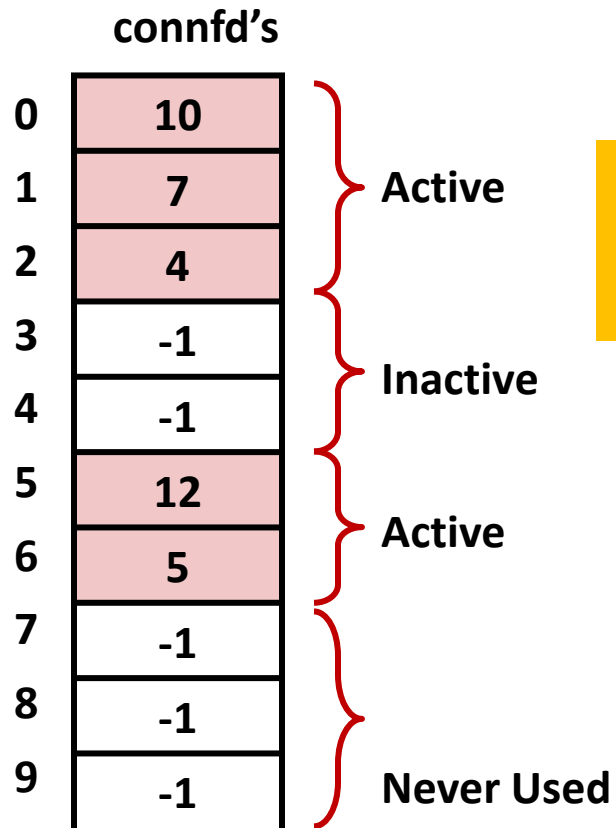 connfd’s
0 10
1 7 Active
2 4
3 -1
4 -1 Inactive
5 12
6 5 Active
7 -1
8 -1
9 -1 Never Used